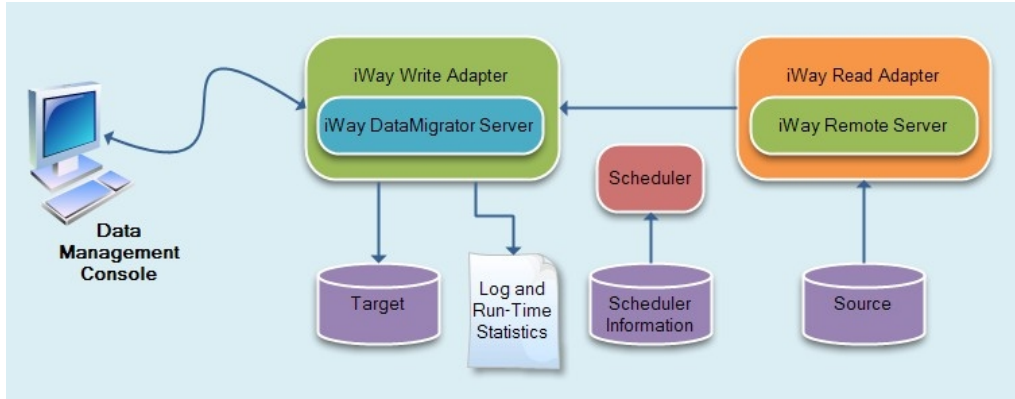 iWay Write Adapter
iWay DataMigrator Server
iWay Read Adapter
iWay Remote Server
Scheduler
Data
Management
Console
Target
Log and
Run-Time
Statistics
Scheduler
Information
Source